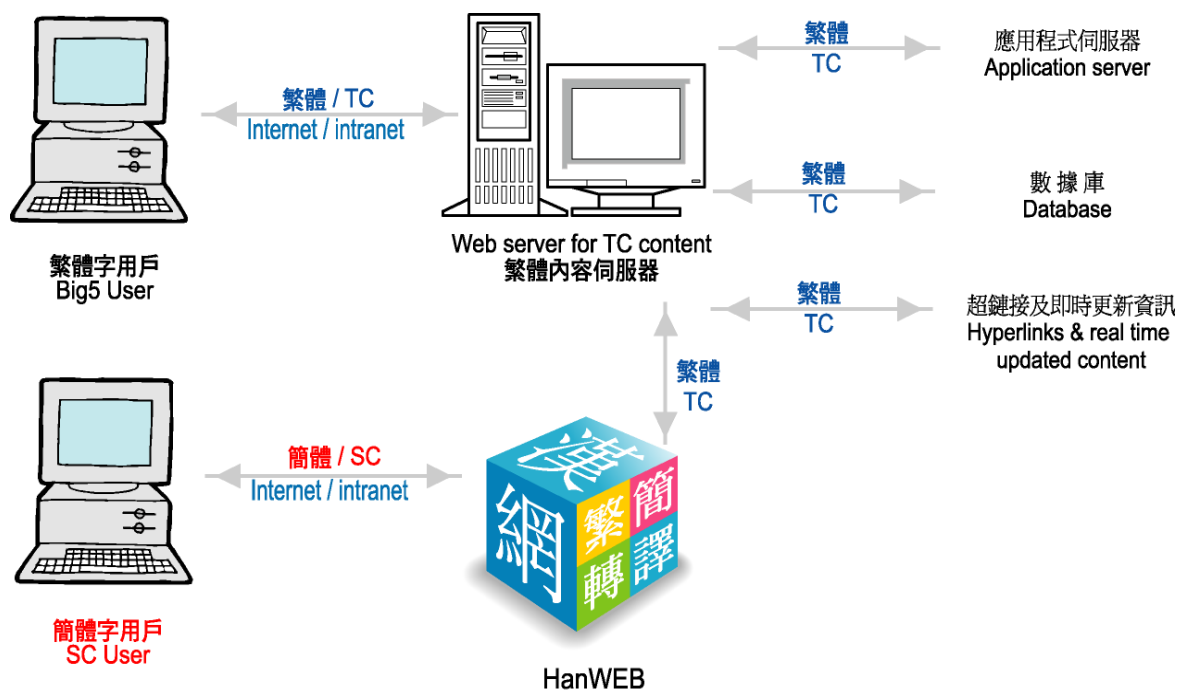 繁體 / TC
Internet / intranet
繁體字用戶
Big5 User
Web server for TC content
繁體內容伺服器
繁體
TC
應用程式伺服器
Application server
繁體
TC
數據庫
Database
繁體
TC
超鏈接及即時更新資訊
Hyperlinks & real time
updated content
繁體
TC
簡體 / SC
Internet / intranet
簡體字用戶
SC User
漢
網
繁簡
轉譯
HanWEB